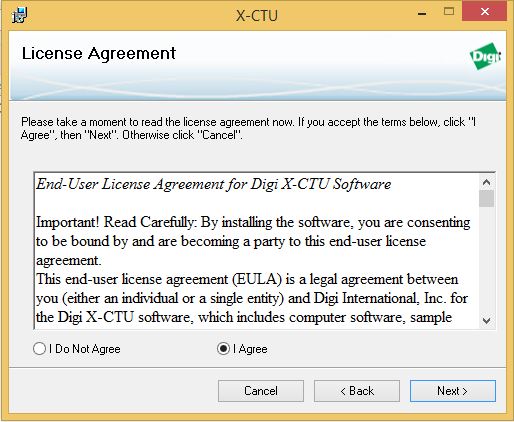 X-CTU
License Agreement
Digi
Please take a moment to read the license agreement now. If you accept the terms below, click "I
Agree", then "Next". Otherwise click "Cancel".
End-User License Agreement for Digi X-CTU Software
Important! Read Carefully: By installing the software, you are consenting
to be bound by and are becoming a party to this end-user license
agreement.
This end-user license agreement (EULA) is a legal agreement between
you (either an individual or a single entity) and Digi International, Inc. for
the Digi X-CTU software, which includes computer software, sample
I Do Not Agree
I Agree
Cancel
< Back
Next >